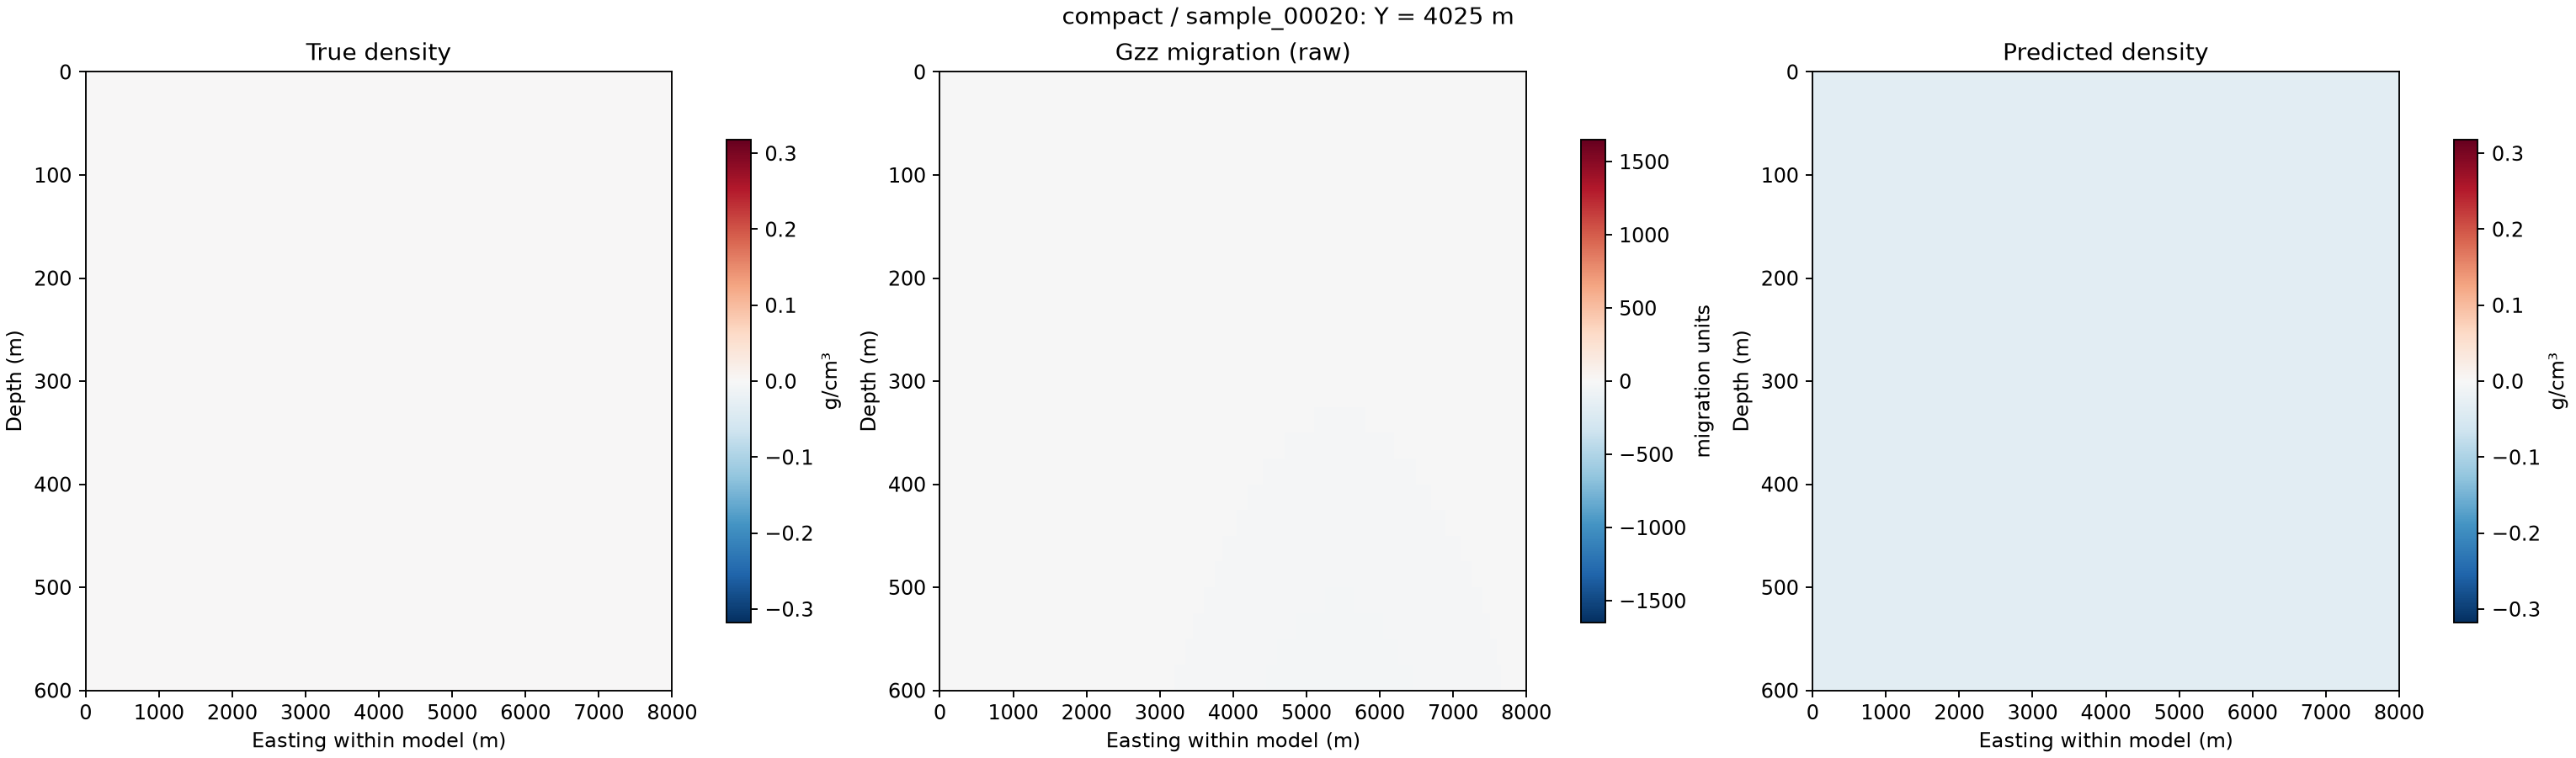 compact / sample_00020: Y = 4025 m
True density
0
100
200
300
400
500
600
Depth (m)
0 1000 2000 3000 4000 5000 6000 7000 8000
Easting within model (m)
0.3
0.2
0.1
0.0
−0.1
−0.2
−0.3
g/cm³
Gzz migration (raw)
0
100
200
300
400
500
600
Depth (m)
0 1000 2000 3000 4000 5000 6000 7000 8000
Easting within model (m)
1500
1000
500
0
−500
−1000
−1500
migration units
Predicted density
0
100
200
300
400
500
600
Depth (m)
0 1000 2000 3000 4000 5000 6000 7000 8000
Easting within model (m)
0.3
0.2
0.1
0.0
−0.1
−0.2
−0.3
g/cm³